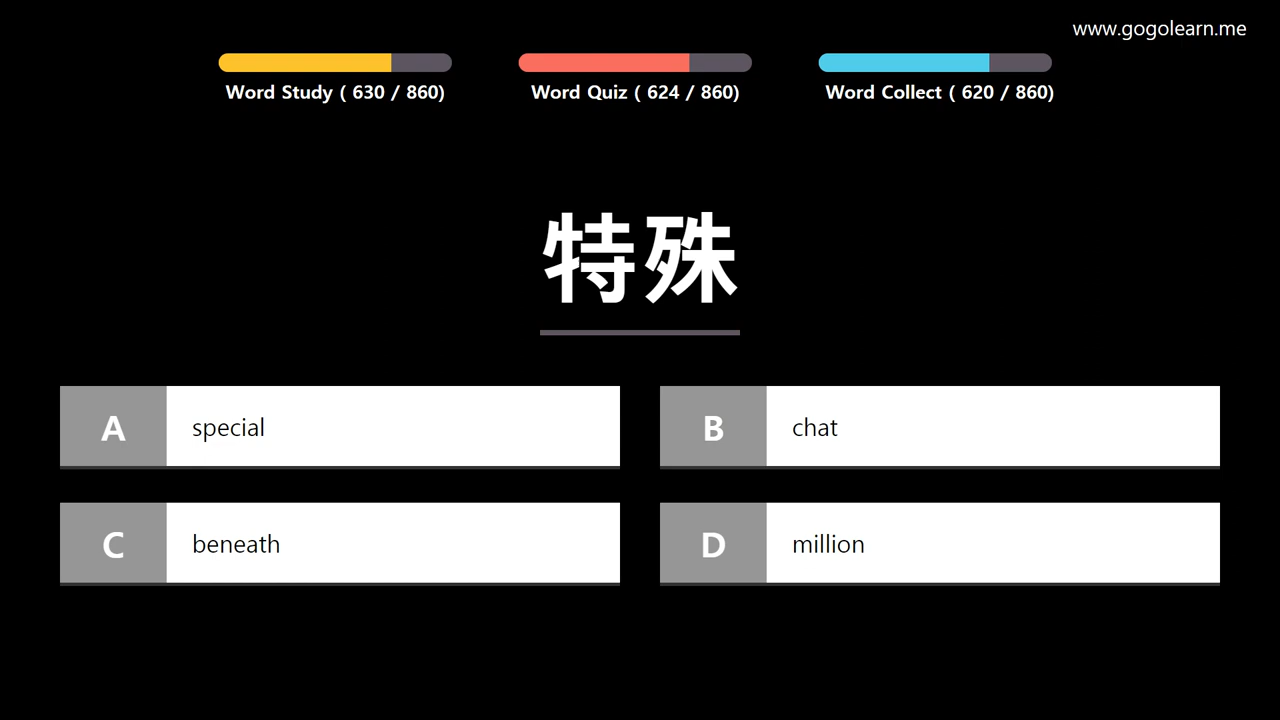 www.gogolearn.me
Word Study ( 630 / 860)
Word Quiz ( 624 / 860)
Word Collect ( 620 / 860)
特殊
A special
B chat
C beneath
D million